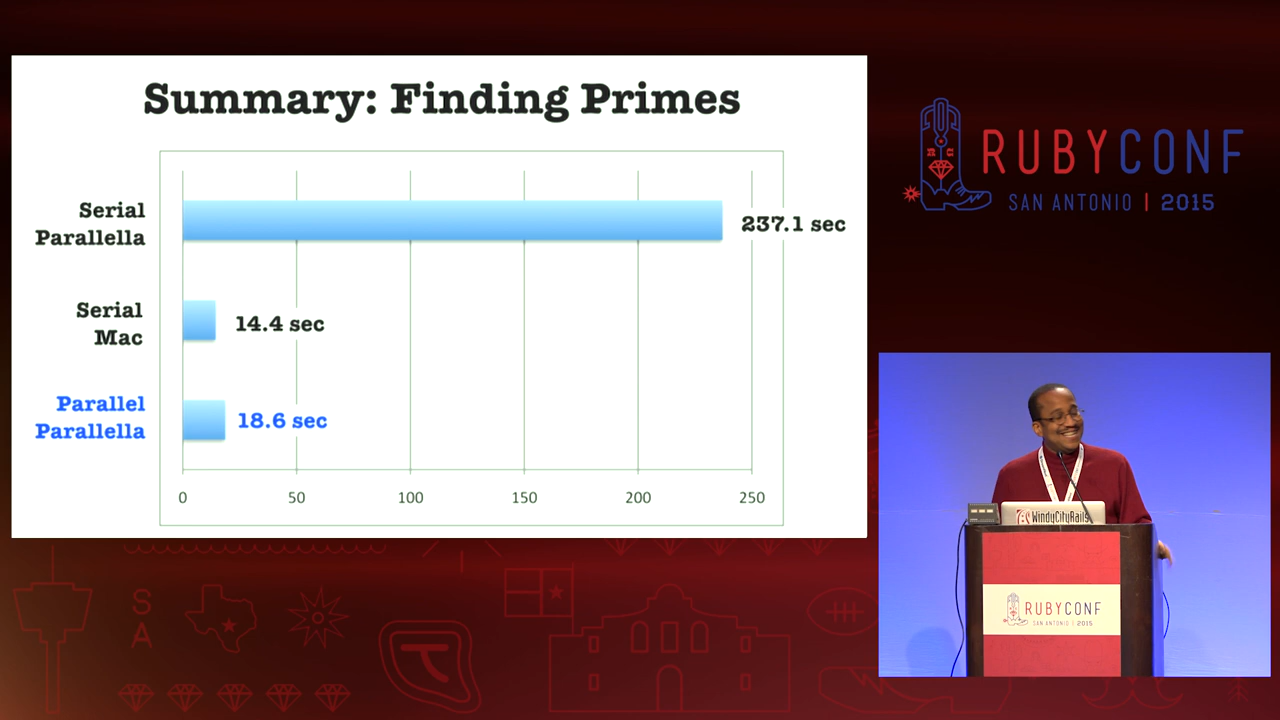 Summary: Finding Primes
Serial
Parallella
237.1 sec
Serial
Mac
14.4 sec
Parallel
Parallella
18.6 sec
0
50
100
150
200
250
RUBYCONF
SAN ANTONIO | 2015
WindyCityRails
RUBYCONF
SAN ANTONIO | 2015
S
A